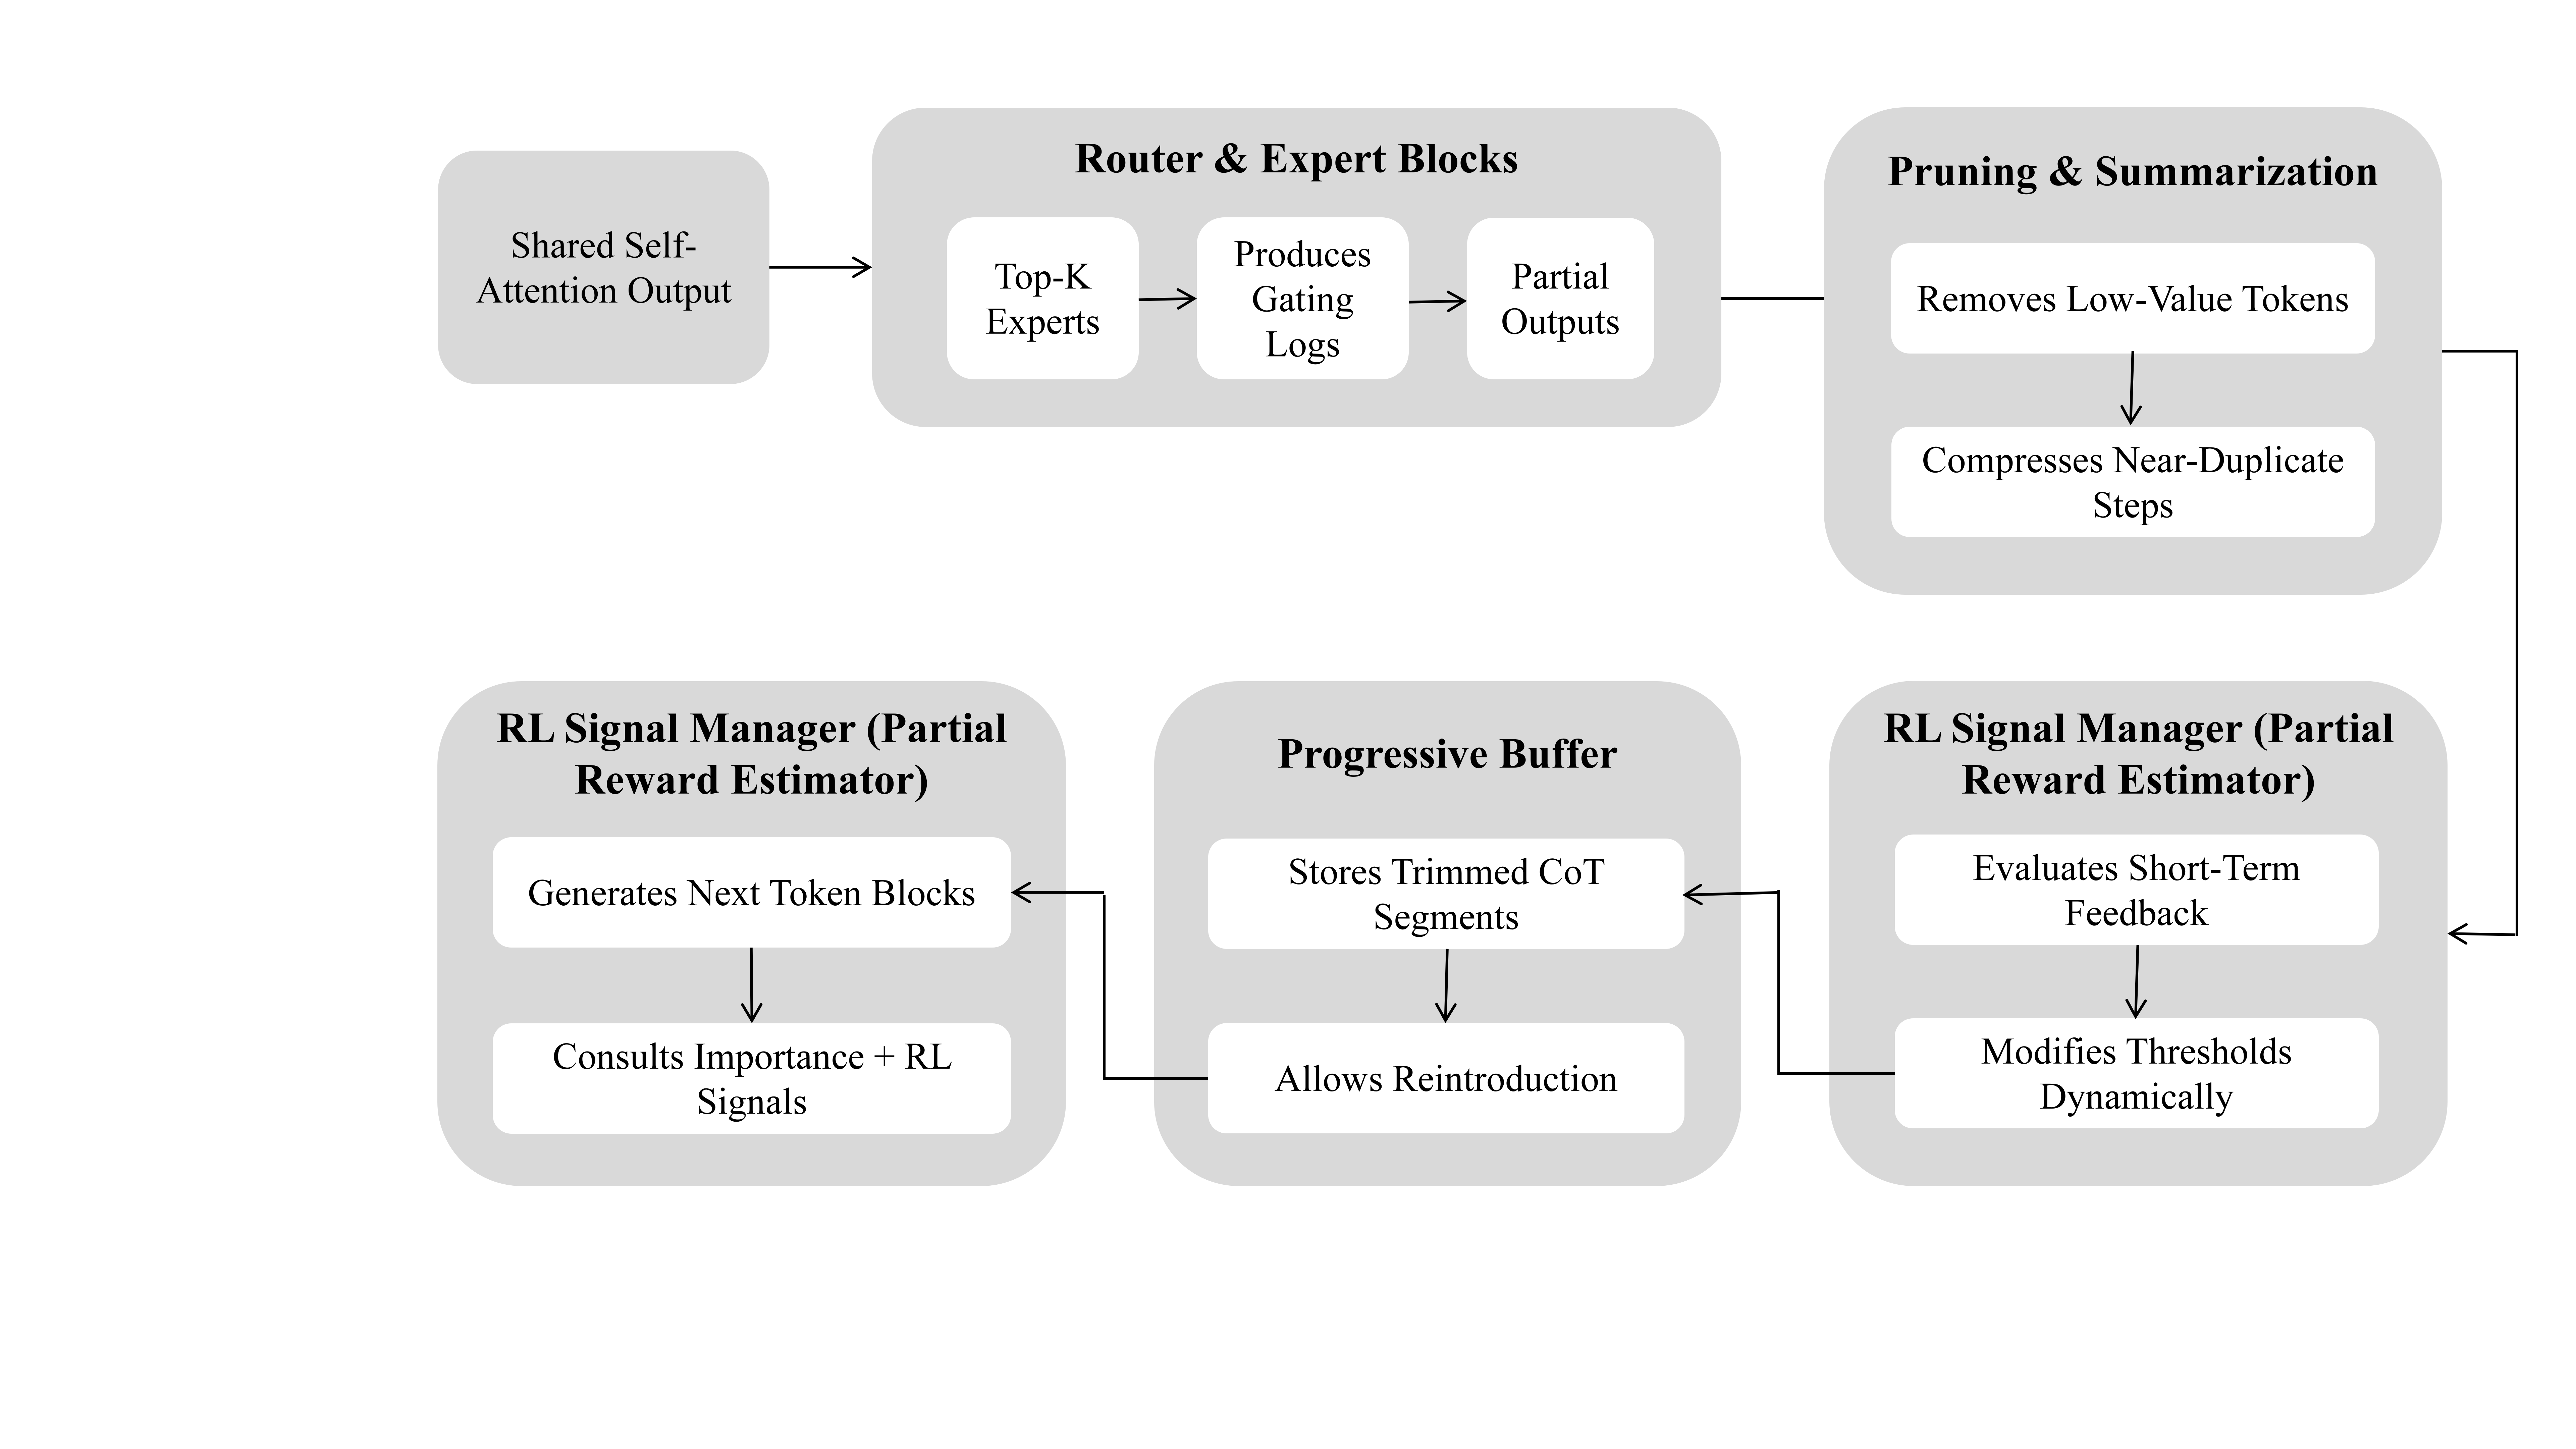 Shared Self-
Attention Output
Router & Expert Blocks
Top-K
Experts
Produces
Gating
Logs
Partial
Outputs
Pruning & Summarization
Removes Low-Value Tokens
Compresses Near-Duplicate
Steps
RL Signal Manager (Partial
Reward Estimator)
Generates Next Token Blocks
Consults Importance + RL
Signals
Progressive Buffer
Stores Trimmed CoT
Segments
Allows Reintroduction
RL Signal Manager (Partial
Reward Estimator)
Evaluates Short-Term
Feedback
Modifies Thresholds
Dynamically